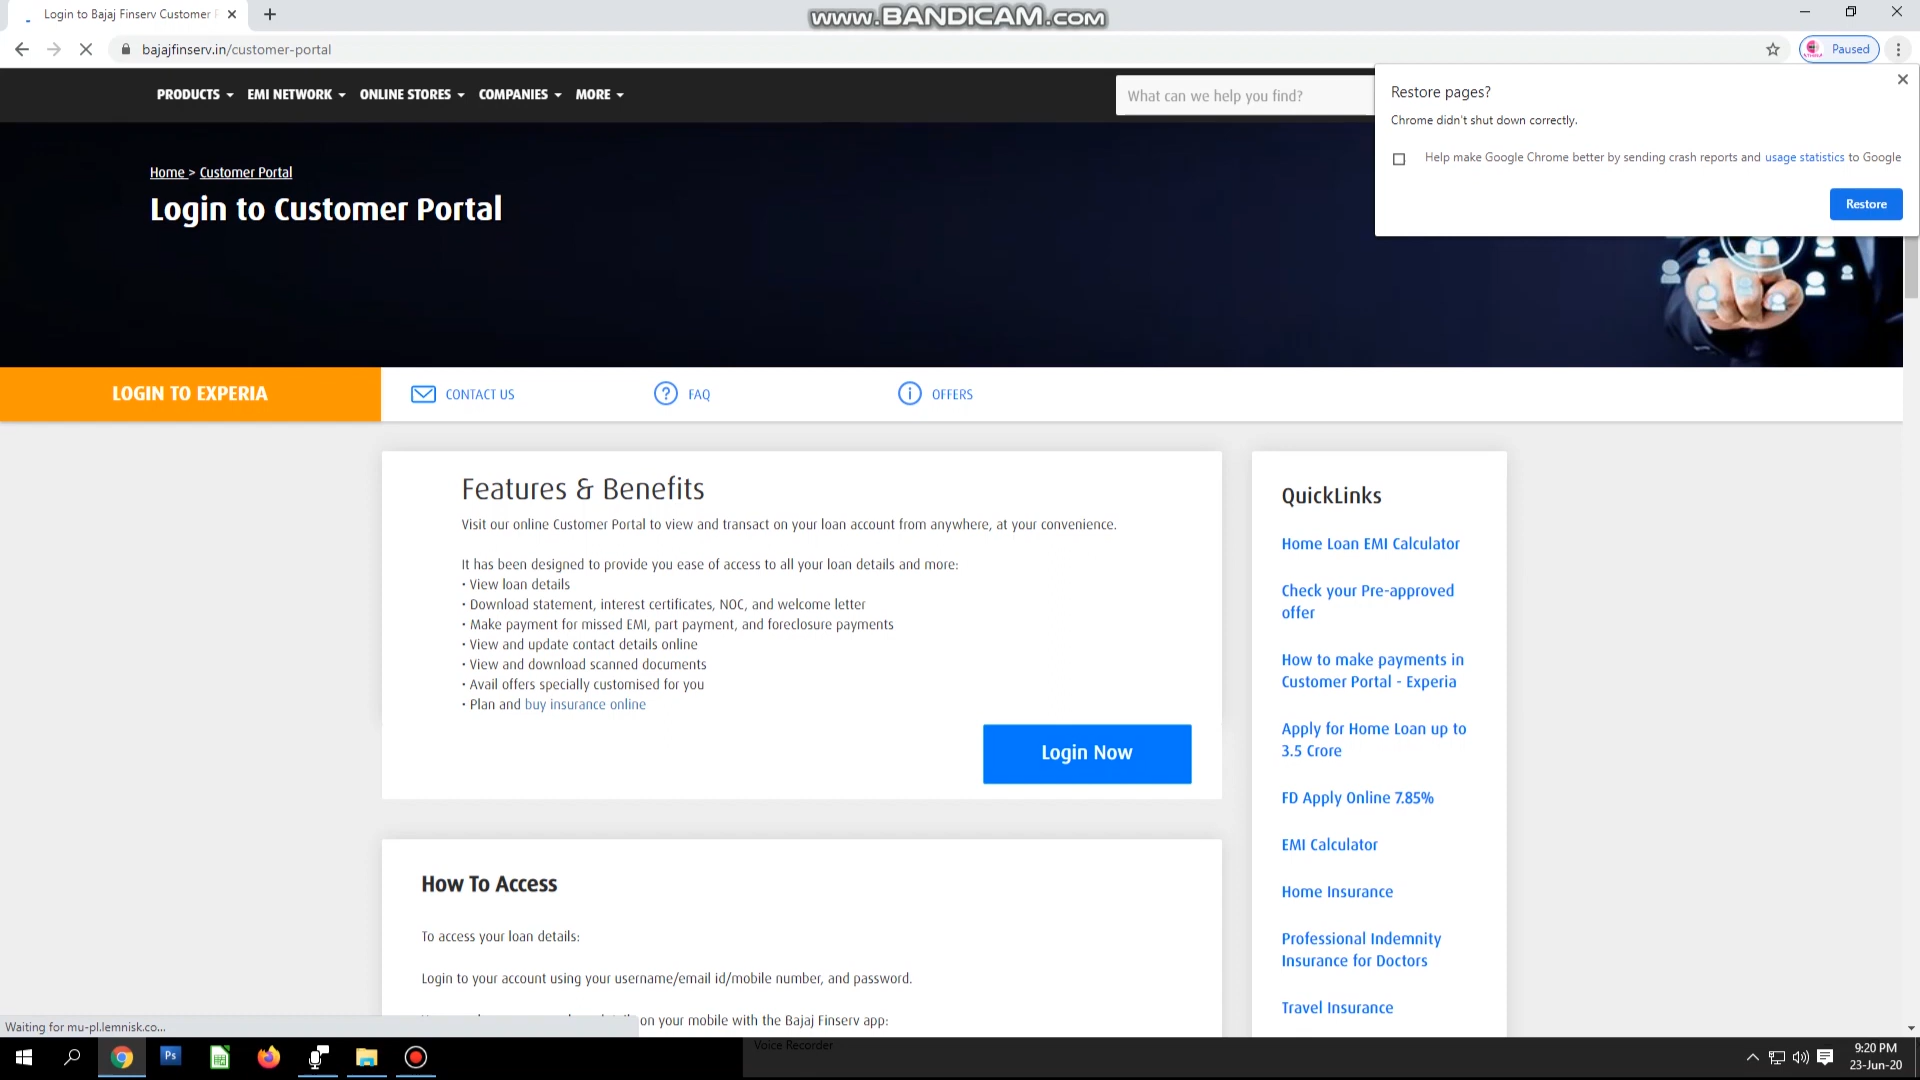 Login to Bajaj Finserv Customer P
www.BANDICAM.com
bajajfinserv.in/customer-portal
Paused
PRODUCTS
EMI NETWORK
ONLINE STORES
COMPANIES
MORE
What can we help you find?
Restore pages?
Chrome didn't shut down correctly.
Help make Google Chrome better by sending crash reports and usage statistics to Google
Restore
Home > Customer Portal
Login to Customer Portal
LOGIN TO EXPERIA
CONTACT US
FAQ
OFFERS
Features & Benefits
Visit our online Customer Portal to view and transact on your loan account from anywhere, at your convenience.
It has been designed to provide you ease of access to all your loan details and more:
• View loan details
• Download statement, interest certificates, NOC, and welcome letter
• Make payment for missed EMI, part payment, and foreclosure payments
• View and update contact details online
• View and download scanned documents
• Avail offers specially customised for you
• Plan and buy insurance online
Login Now
How To Access
To access your loan details:
Login to your account using your username/email id/mobile number, and password.
on your mobile with the Bajaj Finserv app:
QuickLinks
Home Loan EMI Calculator
Check your Pre-approved
offer
How to make payments in
Customer Portal - Experia
Apply for Home Loan up to
3.5 Crore
FD Apply Online 7.85%
EMI Calculator
Home Insurance
Professional Indemnity
Insurance for Doctors
Travel Insurance
Waiting for mu-pl.lemnisk.co...
Ps
Voice Recorder
9:20 PM
23-Jun-20